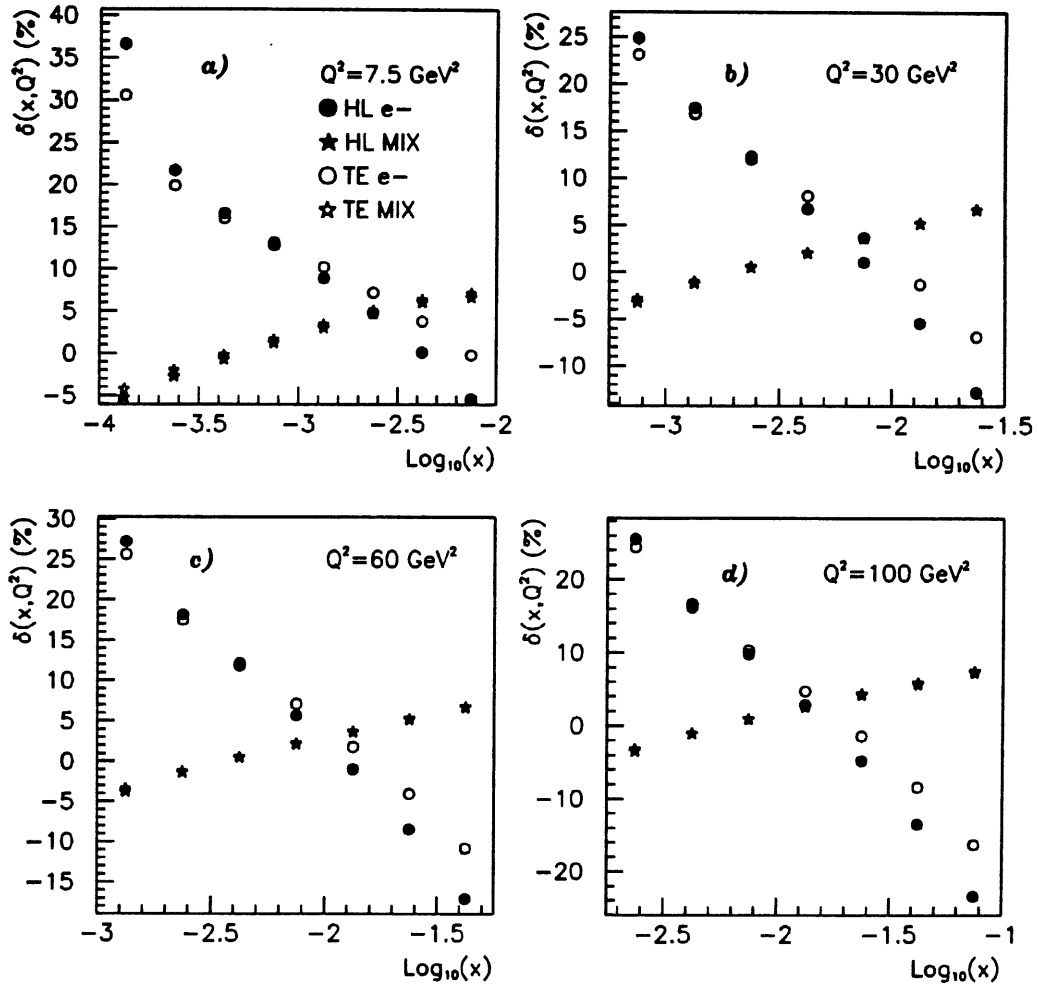 δ(x,Q²) (%)
40
35
30
25
20
15
10
5
0
−5
−4
−3.5
−3
−2.5
−2
Log₁₀(x)
a)
Q²=7.5 GeV²
HL e−
HL MIX
TE e−
TE MIX
δ(x,Q²) (%)
25
20
15
10
5
0
−5
−10
−3
−2.5
−2
−1.5
Log₁₀(x)
b)
Q²=30 GeV²
δ(x,Q²) (%)
30
25
20
15
10
5
0
−5
−10
−15
−3
−2.5
−2
−1.5
Log₁₀(x)
c)
Q²=60 GeV²
δ(x,Q²) (%)
20
10
0
−10
−20
−2.5
−2
−1.5
−1
Log₁₀(x)
d)
Q²=100 GeV²